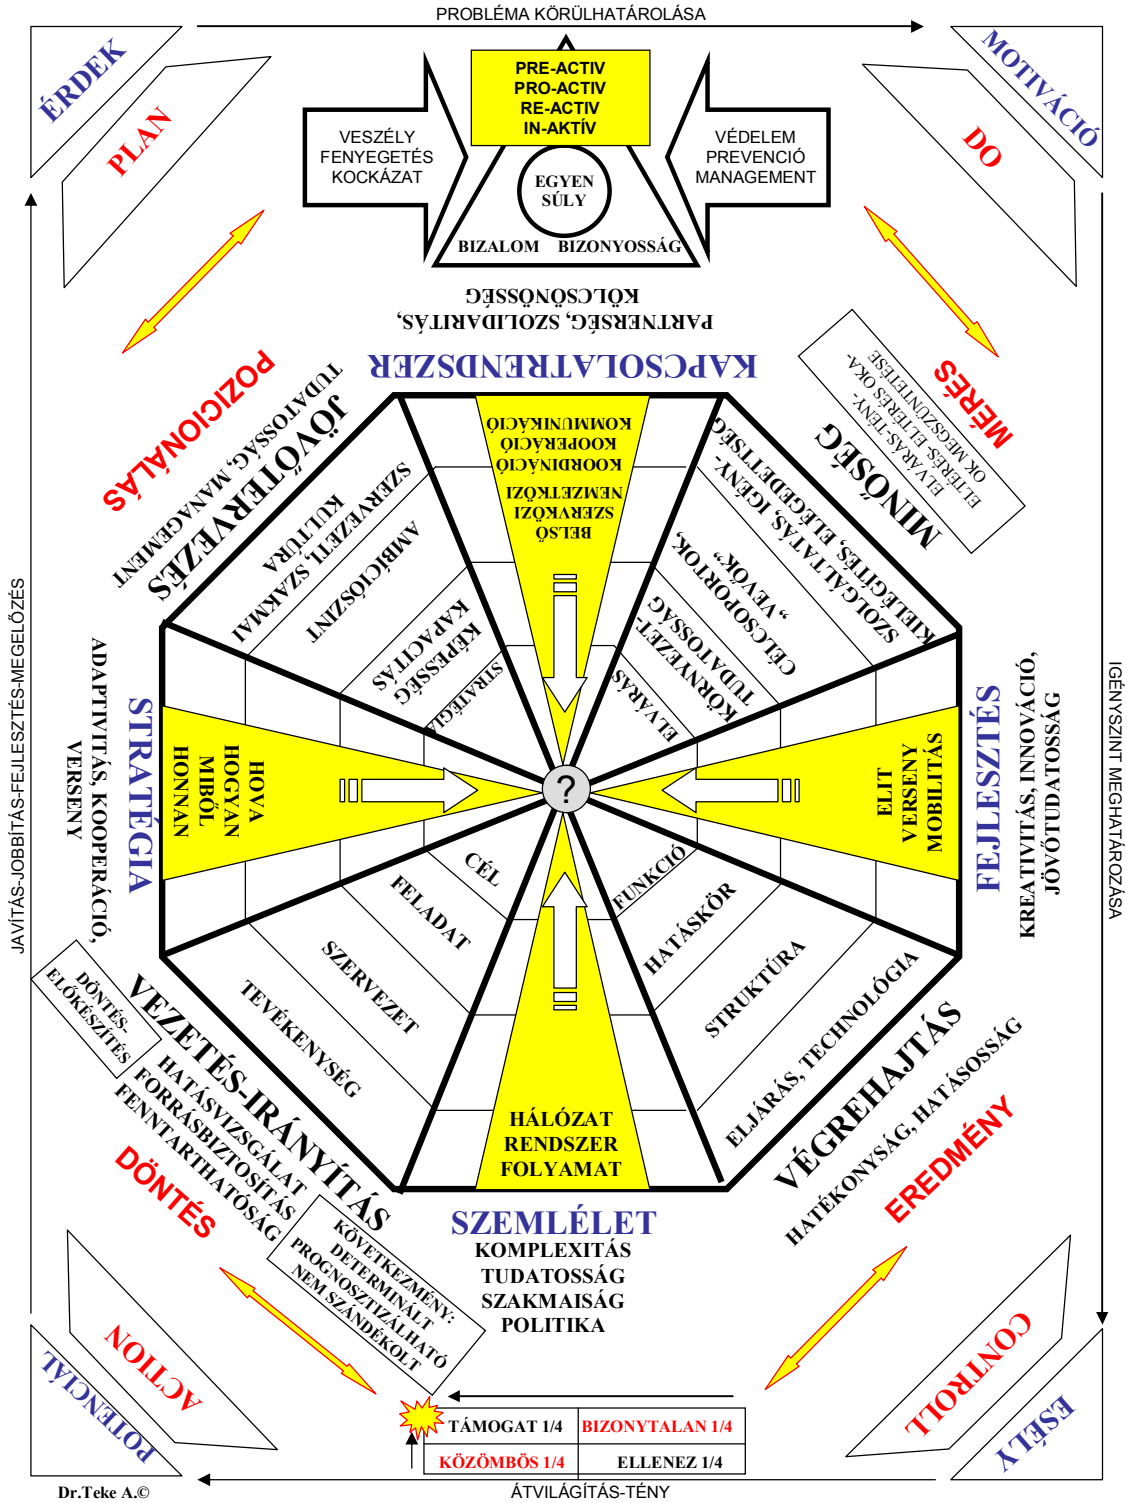 PROBLÉMA KÖRÜLHATÁROLÁSA
ÉRDEK
PLAN
MOTIVÁCIÓ
DO
PRE-ACTIV
PRO-ACTIV
RE-ACTIV
IN-AKTÍV
VESZÉLY
FENYEGETÉS
KOCKÁZAT
VÉDELEM
PREVENCIÓ
MANAGEMENT
EGYEN
SÚLY
BIZALOM BIZONYOSSÁG
PARTNERSÉG, SZOLIDARITÁS,
KÖLCSÖNÖSSÉG
KAPCSOLATRENDSZER
POZICIONÁLÁS
TUDATOSSÁG, MANAGEMENT
JÖVŐTERVEZÉS
MÉRÉS
ELVÁRÁS-TÉNY-
ELTÉRÉS- ELTÉRÉS OKA-
OK MEGSZÜNTETÉSE
MINŐSÉG
KOMMUNIKÁCIÓ
KOOPERÁCIÓ
KOORDINÁCIÓ
NEMZETKÖZI
SZERVKÖZI
BELSŐ
SZERVEZETI, SZAKMAI
KULTÚRA
AMBÍCIÓSZINT
KÉPESSÉG
KAPACITÁS
STRATÉGIA
SZOLGÁLTATÁS, IGÉNY-
KIELEGÍTÉS, ELÉGEDETTISÉG
CÉLCSOPORTOK,
„VEVŐK”
KÖRNYEZET-
TUDATOSSÁG
ELVÁRÁS
JAVÍTÁS-JOBBÍTÁS-FEJLESZTÉS-MEGELŐZÉS
ADAPTIVITÁS, KOOPERÁCIÓ,
VERSENY
STRATÉGIA
HOVA
HOGYAN
MIBŐL
HONNAN
?
ELIT
VERSENY
MOBILITÁS
FEJLESZTÉS
KREATIVITÁS, INNOVÁCIÓ,
JÖVŐTUDATOSSÁG
IGÉNYSZINT MEGHATÁROZÁSA
CÉL
FELADAT
SZERVEZET
TEVÉKENYSÉG
FUNKCIÓ
HATÁSKÖR
STRUKTÚRA
ELJÁRÁS, TECHNOLÓGIA
HÁLÓZAT
RENDSZER
FOLYAMAT
DÖNTÉS-
ELŐKÉSZÍTÉS
VEZETÉS-IRÁNYÍTÁS
HATÁSVIZSGÁLAT
FORRÁSBIZTOSÍTÁS
FENNTARTHATÓSÁG
DÖNTÉS
KÖVETKEZMÉNY:
DETERMINÁLT
PROGNOSZTIZÁLHATÓ
NEM SZÁNDÉKOLT
SZEMLÉLET
KOMPLEXITÁS
TUDATOSSÁG
SZAKMAISÁG
POLITIKA
VÉGREHAJTÁS
HATÉKONYSÁG, HATÁSOSSÁG
EREDMÉNY
ACTION
POTENCIÁL
CONTROLL
ESÉLY
TÁMOGAT 1/4 BIZONYTALAN 1/4
KÖZÖMBÖS 1/4 ELLENEZ 1/4
Dr.Teke A.©
ÁTVILÁGÍTÁS-TÉNY